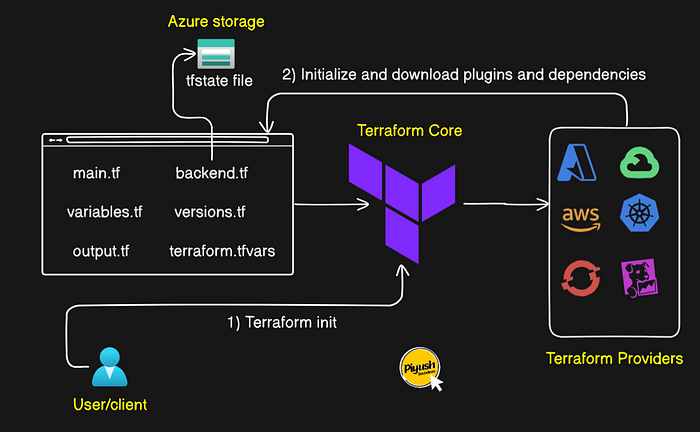 Azure storage
tfstate file
2) Initialize and download plugins and dependencies
Terraform Core
main.tf
backend.tf
variables.tf
versions.tf
output.tf
terraform.tfvars
aws
1) Terraform init
Piyush
Terraform Providers
User/client